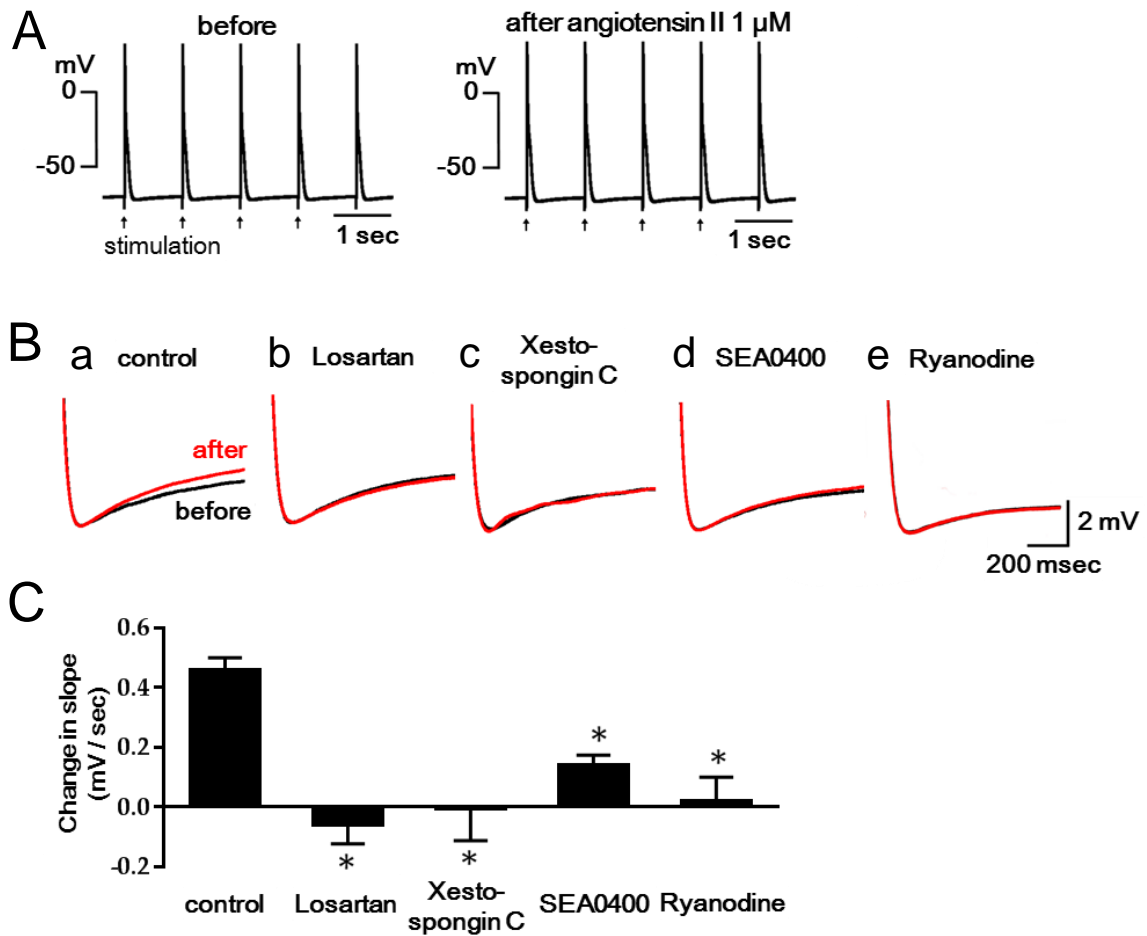 A
before
after angiotensin II 1 µM
mV
0
-50
↑ ↑ ↑ ↑
stimulation
1 sec
mV
0
-50
↑ ↑ ↑ ↑
1 sec
B
a control
b Losartan
c Xesto-
spongin C
d SEA0400
e Ryanodine
after
before
2 mV
200 msec
C
Change in slope
(mV / sec)
0.6
0.4
0.2
0.0
-0.2
*
*
*
*
control
Losartan
Xesto-
spongin C
SEA0400
Ryanodine